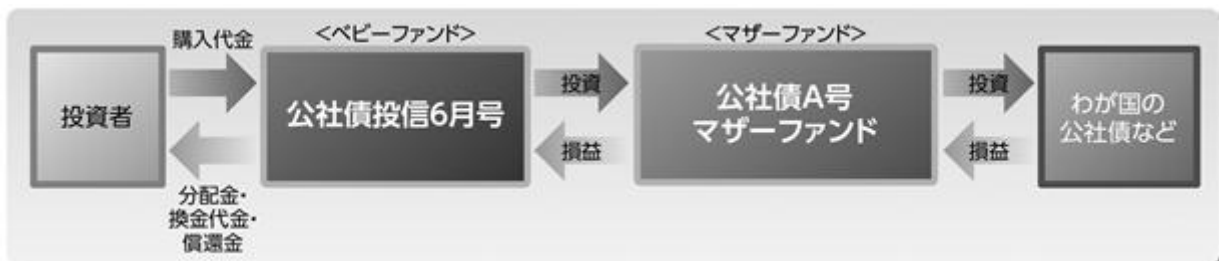 購入代金
<ベビーファンド>
<マザーファンド>
投資者
公社債投信6月号
投資
損益
公社債A号
マザーファンド
投資
損益
わが国の
公社債など
分配金・
換金代金・
償還金